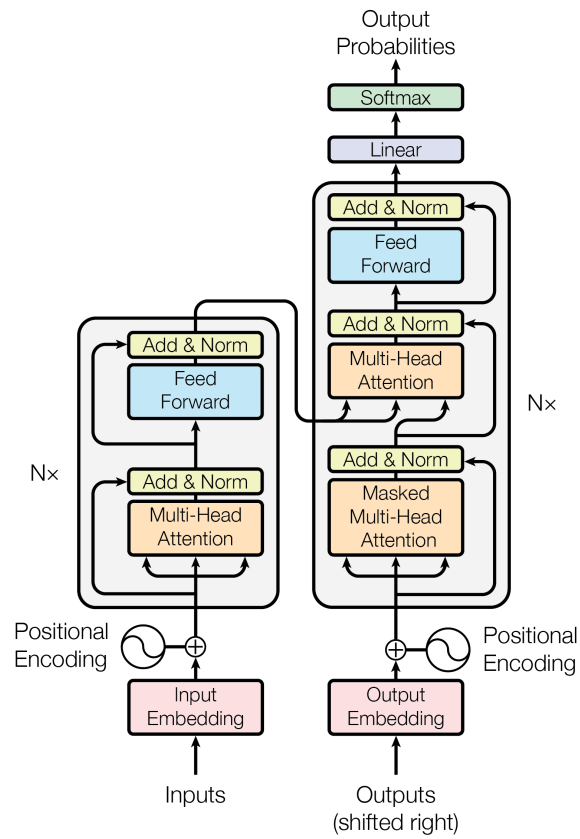 Output
Probabilities
Softmax
Linear
Add & Norm
Feed
Forward
Add & Norm
Multi-Head
Attention
Add & Norm
Masked
Multi-Head
Attention
N×
Add & Norm
Feed
Forward
Add & Norm
Multi-Head
Attention
N×
Positional
Encoding
Positional
Encoding
Input
Embedding
Output
Embedding
Inputs
Outputs
(shifted right)